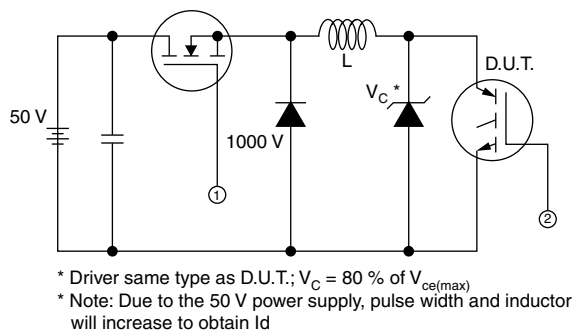 L
D.U.T.
V_C *
50 V
1000 V
①
②
* Driver same type as D.U.T.; V_C = 80 % of V_ce(max)
* Note: Due to the 50 V power supply, pulse width and inductor
will increase to obtain Id